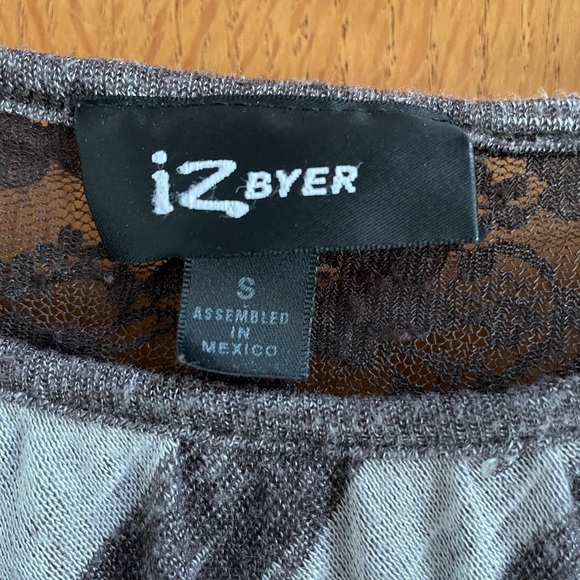 iZ BYER
S
ASSEMBLED
IN
MEXICO